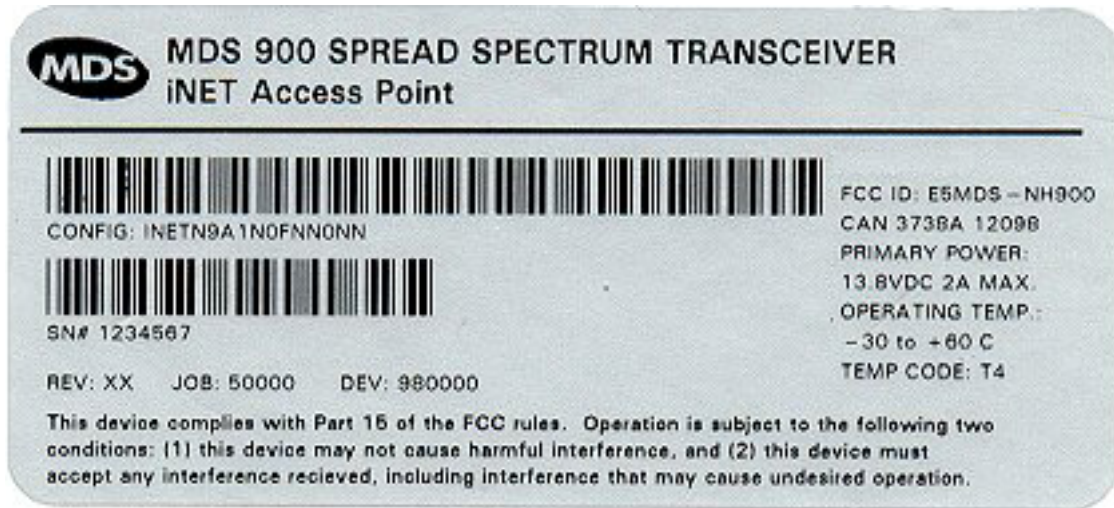 MDS
MDS 900 SPREAD SPECTRUM TRANSCEIVER
iNET Access Point
CONFIG: INETN9A1N0FNN0NN
SN# 1234567
REV: XX JOB: 50000 DEV: 980000
FCC ID: E5MDS-NH900
CAN 3738A 12098
PRIMARY POWER:
13.8VDC 2A MAX.
OPERATING TEMP.:
-30 to +60 C
TEMP CODE: T4
This device complies with Part 15 of the FCC rules. Operation is subject to the following two
conditions: (1) this device may not cause harmful interference, and (2) this device must
accept any interference recieved, including interference that may cause undesired operation.